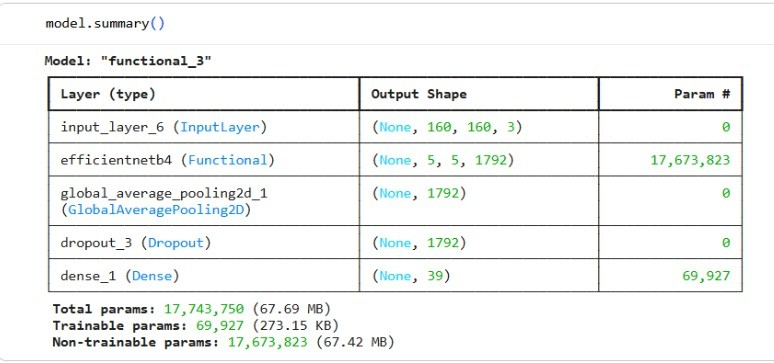 model.summary()
Model: "functional_3"
Layer (type) Output Shape Param #
input_layer_6 (InputLayer) (None, 160, 160, 3) 0
efficientnetb4 (Functional) (None, 5, 5, 1792) 17,673,823
global_average_pooling2d_1 (None, 1792) 0
(GlobalAveragePooling2D)
dropout_3 (Dropout) (None, 1792) 0
dense_1 (Dense) (None, 39) 69,927
Total params: 17,743,750 (67.69 MB)
Trainable params: 69,927 (273.15 KB)
Non-trainable params: 17,673,823 (67.42 MB)